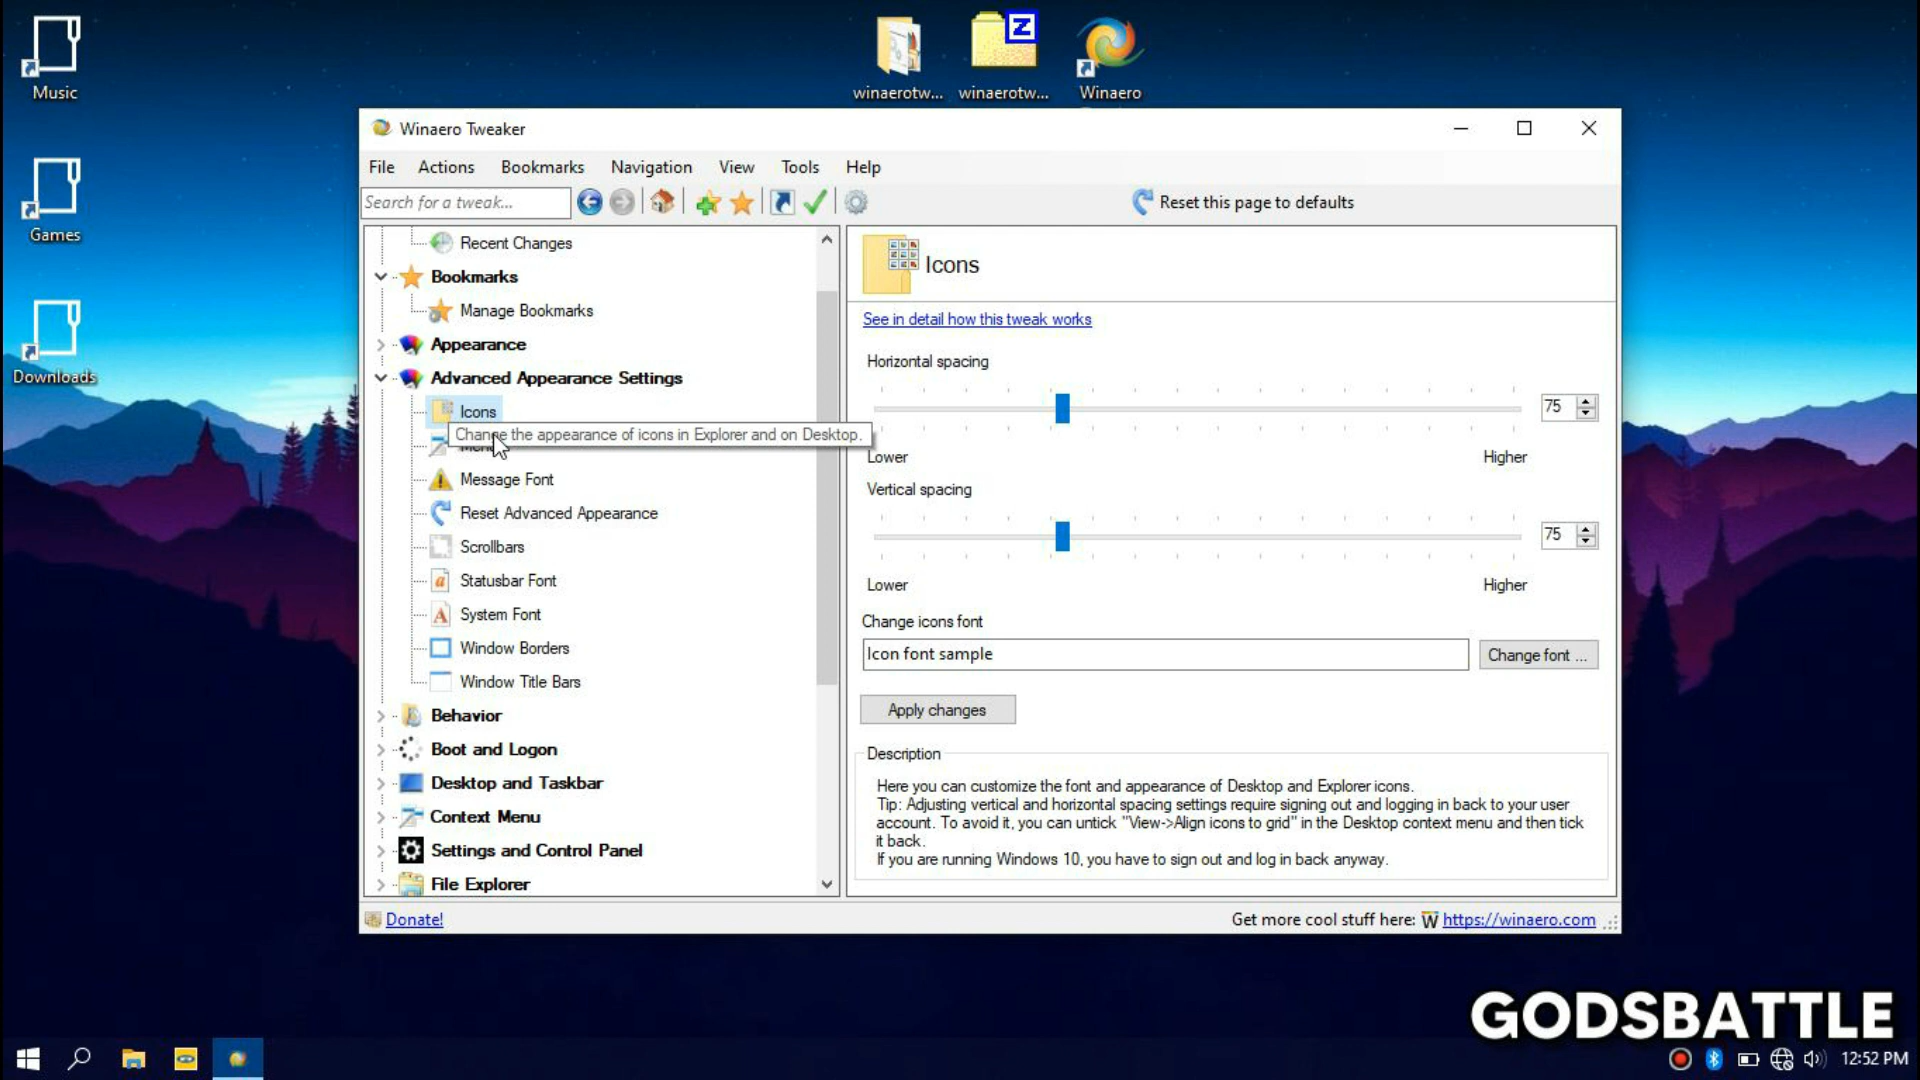 Music
Games
Downloads
winaerotw...
winaerotw...
Winaero
Winaero Tweaker
File Actions Bookmarks Navigation View Tools Help
Search for a tweak...
Reset this page to defaults
Recent Changes
Bookmarks
Manage Bookmarks
Appearance
Advanced Appearance Settings
Icons
Change the appearance of icons in Explorer and on Desktop.
Message Font
Reset Advanced Appearance
Scrollbars
Statusbar Font
System Font
Window Borders
Window Title Bars
Behavior
Boot and Logon
Desktop and Taskbar
Context Menu
Settings and Control Panel
File Explorer
Icons
See in detail how this tweak works
Horizontal spacing
75
Lower Higher
Vertical spacing
75
Lower Higher
Change icons font
Icon font sample
Change font ...
Apply changes
Description
Here you can customize the font and appearance of Desktop and Explorer icons.
Tip: Adjusting vertical and horizontal spacing settings require signing out and logging in back to your user
account. To avoid it, you can untick "View->Align icons to grid" in the Desktop context menu and then tick
it back.
If you are running Windows 10, you have to sign out and log in back anyway.
Donate!
Get more cool stuff here: W https://winaero.com
GODSBATTLE
12:52 PM